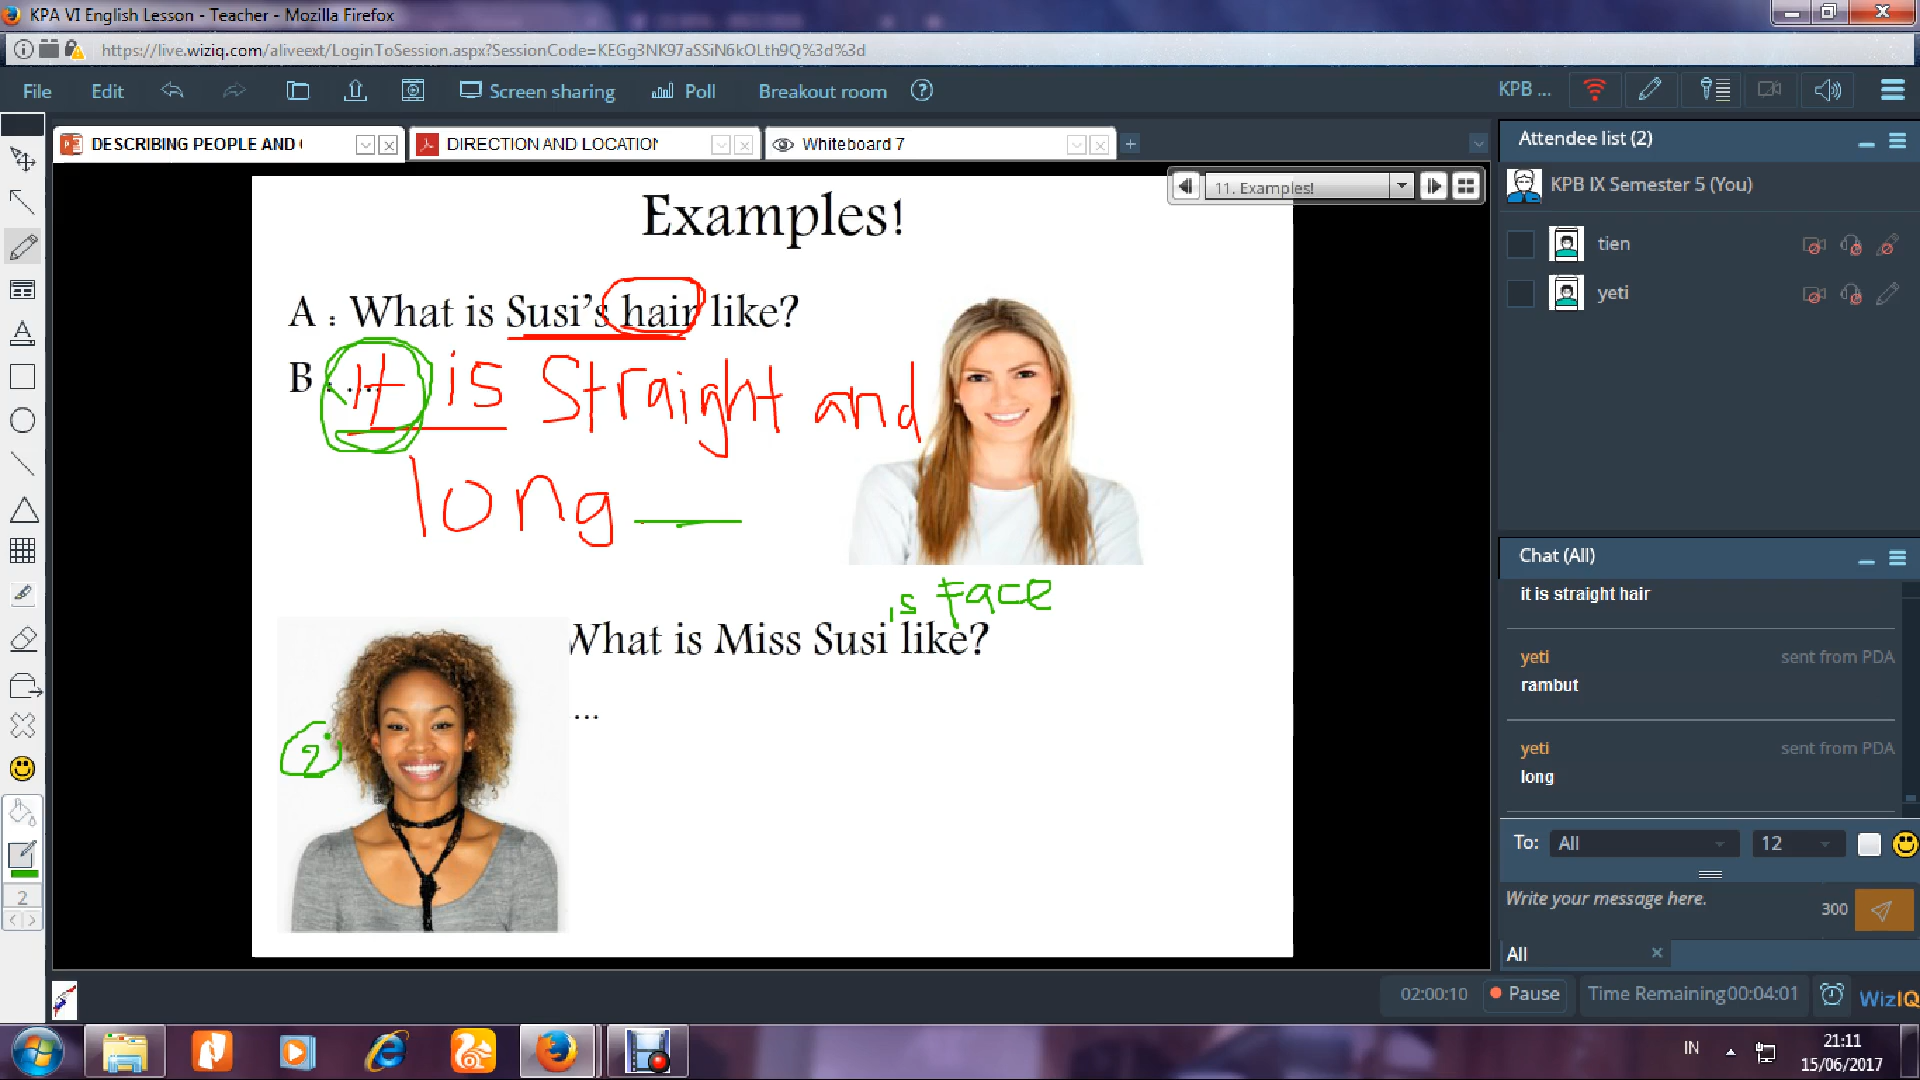 KPA VI English Lesson - Teacher - Mozilla Firefox
https://live.wiziq.com/aliveext/LoginToSession.aspx?SessionCode=KEGg3NK97aSSiN6kOLth9Q%3d%3d
File Edit Screen sharing Poll Breakout room KPB ...
DESCRIBING PEOPLE AND DIRECTION AND LOCATION Whiteboard 7
11. Examples!
Examples!
A : What is Susi's hair like?
B : .... It is Straight and
long
's face
What is Miss Susi like?
....
2
Attendee list (2)
KPB IX Semester 5 (You)
tien
yeti
Chat (All)
it is straight hair
yeti sent from PDA
rambut
yeti sent from PDA
long
To: All 12
Write your message here. 300
All
2
02:00:10 Pause Time Remaining00:04:01 WizIQ
IN 21:11
15/06/2017